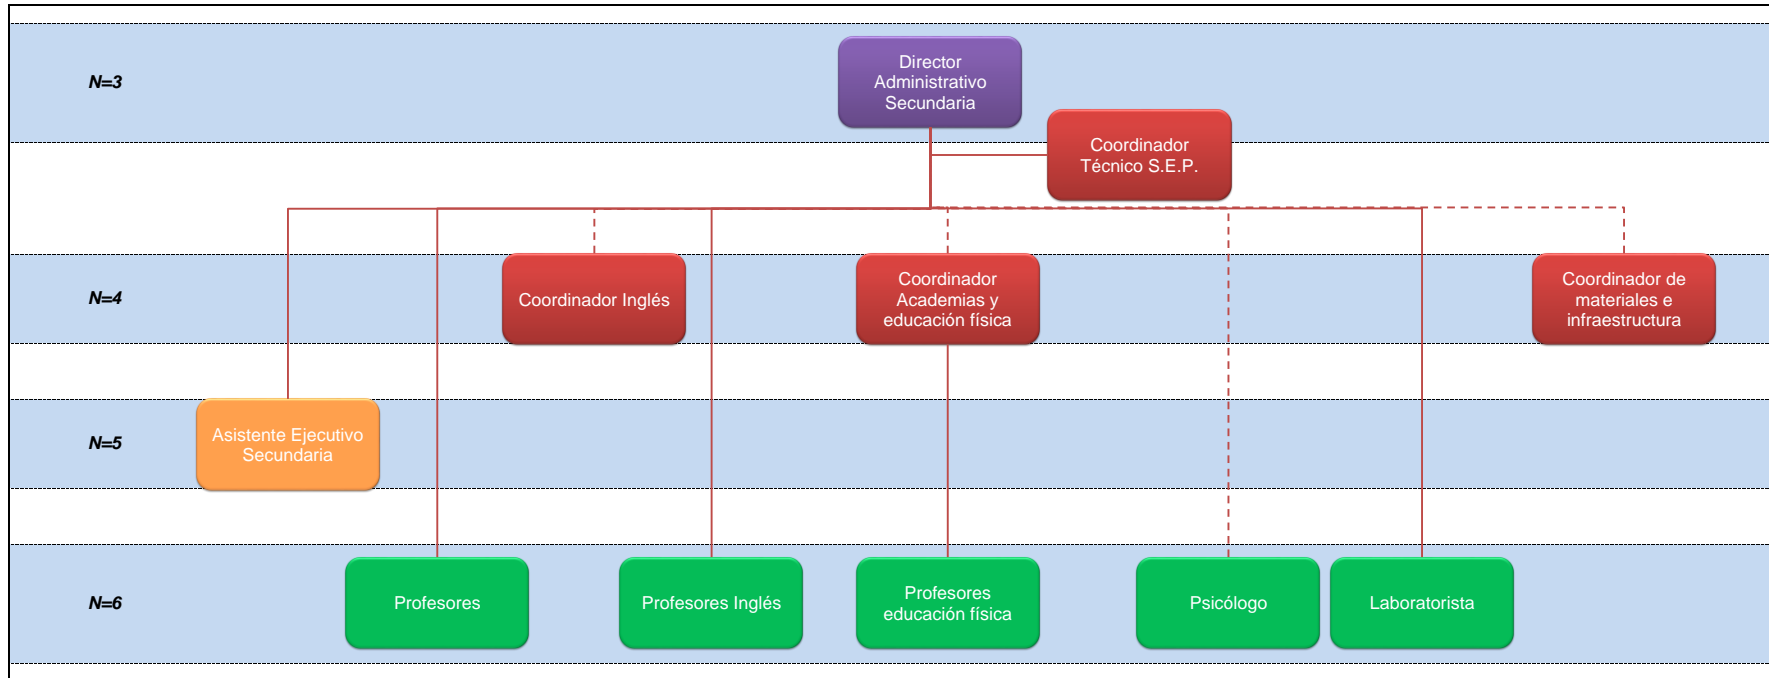 N=3
Director
Administrativo
Secundaria
Coordinador
Técnico S.E.P.
N=4
Coordinador Inglés
Coordinador
Academias y
educación física
Coordinador de
materiales e
infraestructura
N=5
Asistente Ejecutivo
Secundaria
N=6
Profesores
Profesores Inglés
Profesores
educación física
Psicólogo
Laboratorista